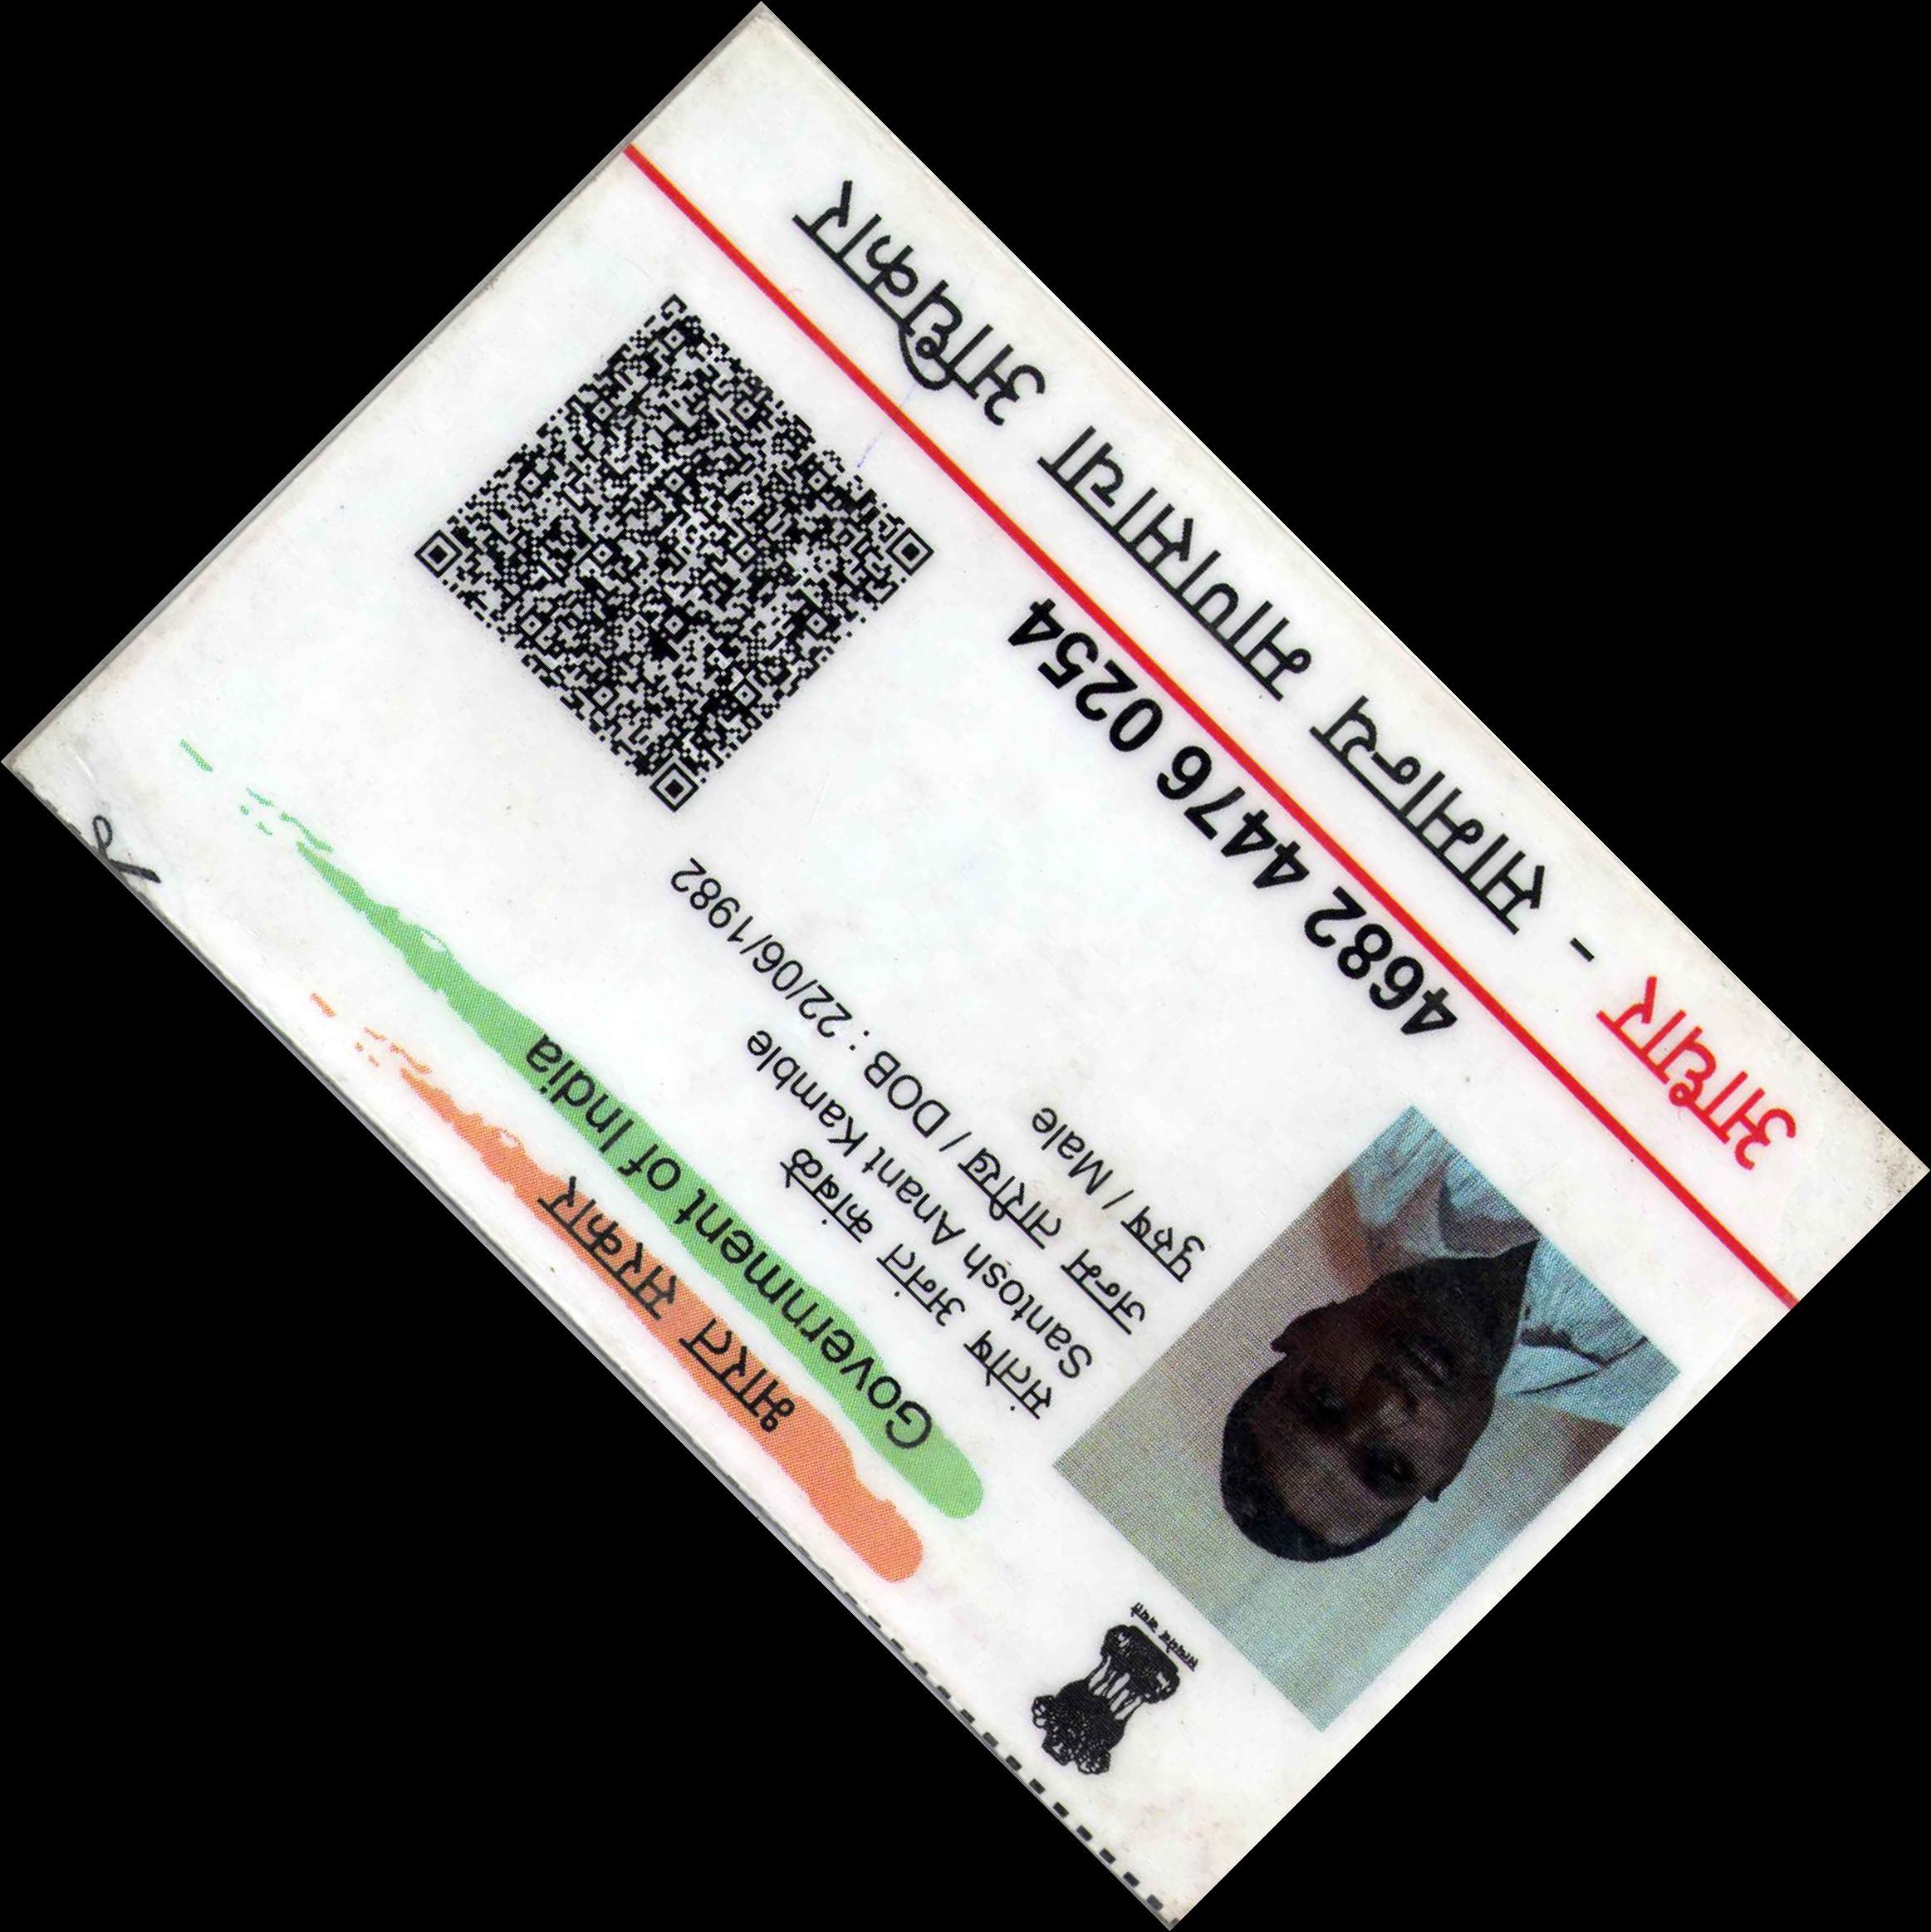 भारत सरकार
Government of India
सत्यमेव जयते
संतोष अनंत कांबळे
Santosh Anant Kamble
जन्म तारीख / DOB : 22/06/1982
पुरुष / Male
4682 4476 0254
आधार - सामान्य माणसाचा अधिकार